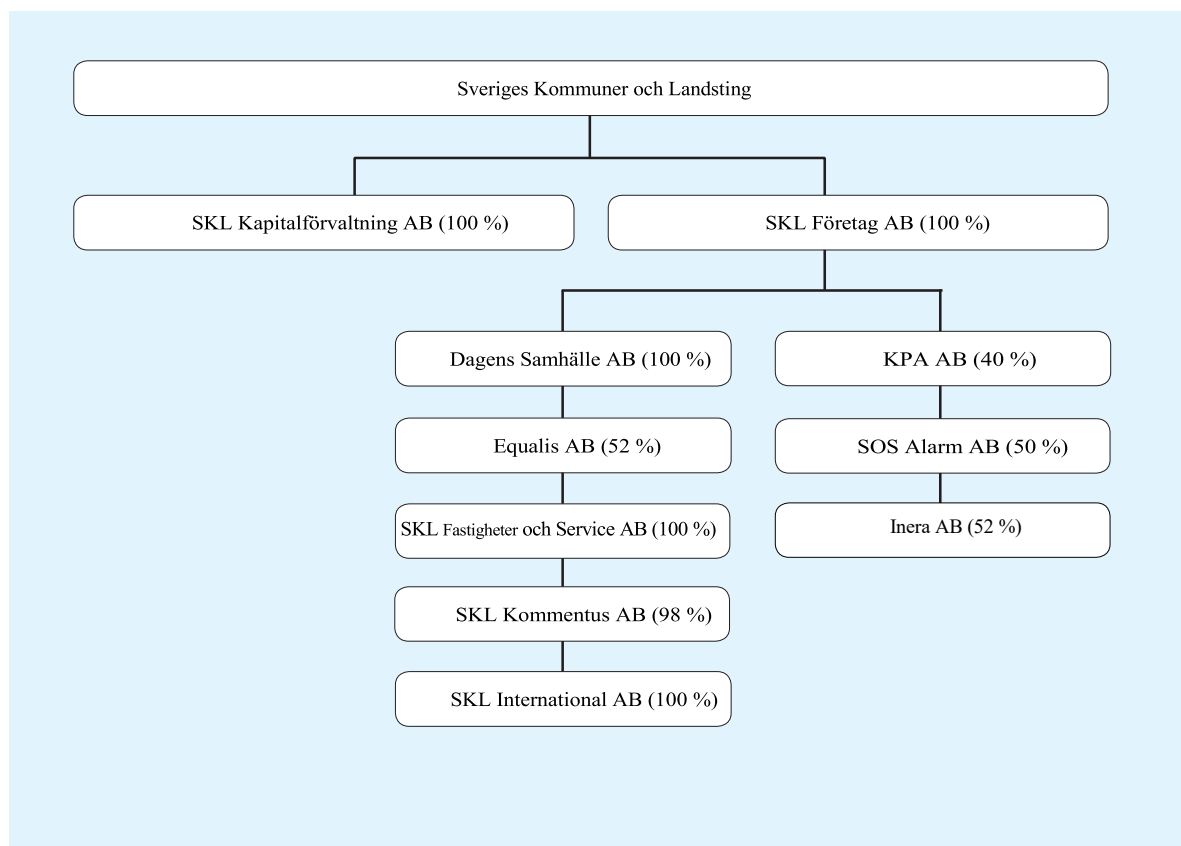 Sveriges Kommuner och Landsting
SKL Kapitalförvaltning AB (100 %)
SKL Företag AB (100 %)
Dagens Samhälle AB (100 %)
KPA AB (40 %)
Equalis AB (52 %)
SOS Alarm AB (50 %)
SKL Fastigheter och Service AB (100 %)
Inera AB (52 %)
SKL Kommentus AB (98 %)
SKL International AB (100 %)